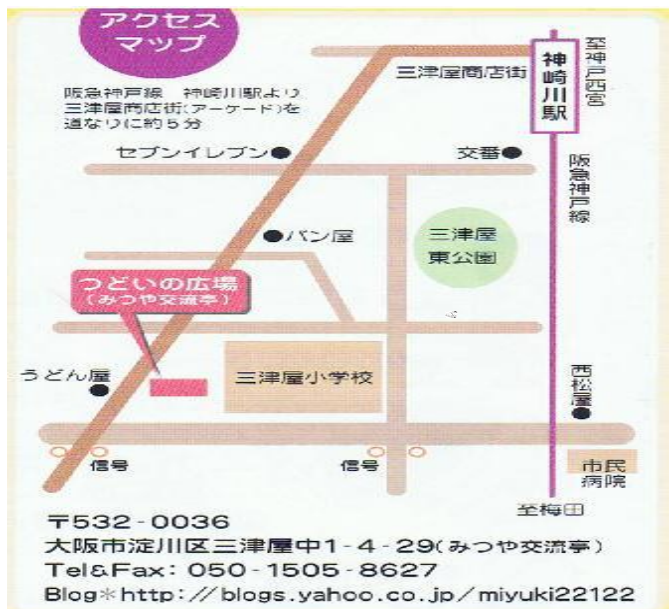 アクセス
マップ
阪急神戸線　神崎川駅より
三津屋商店街(アーケード)を
道なりに約5分
三津屋商店街
神崎川駅
至神戸西宮
阪急神戸線
セブンイレブン
交番
パン屋
三津屋
東公園
つどいの広場
(みつや交流亭)
うどん屋
三津屋小学校
西松屋
信号
信号
市民
病院
至梅田
〒532-0036
大阪市淀川区三津屋中1-4-29(みつや交流亭)
Tel&Fax: 050-1505-8627
Blog*http://blogs.yahoo.co.jp/miyuki22122